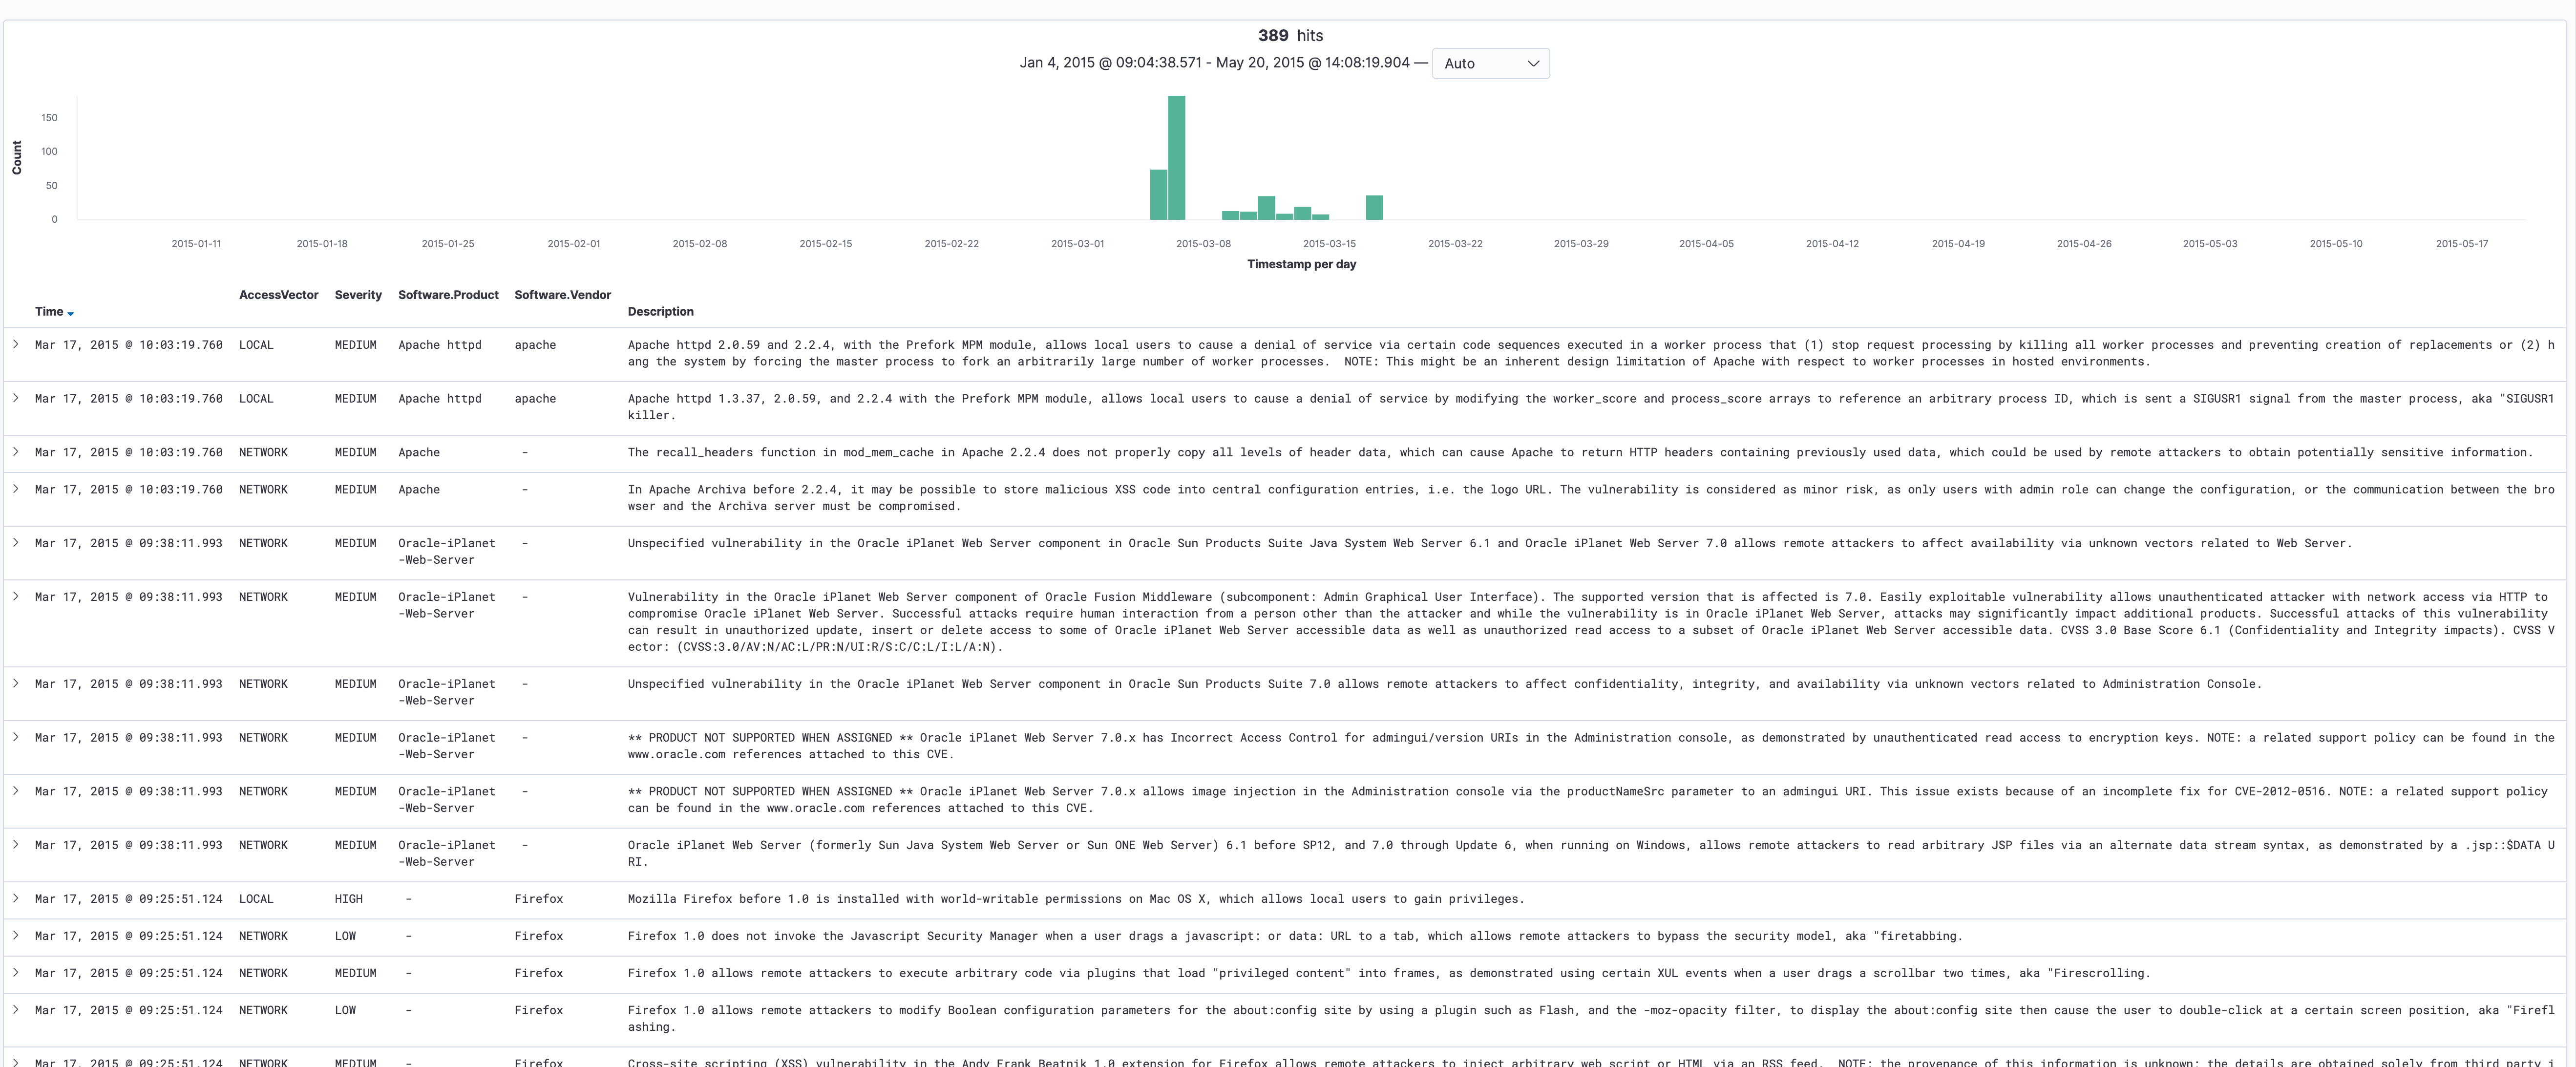 389 hits
Jan 4, 2015 @ 09:04:38.571 - May 20, 2015 @ 14:08:19.904 — Auto
Count
150
100
50
0
2015-01-11 2015-01-18 2015-01-25 2015-02-01 2015-02-08 2015-02-15 2015-02-22 2015-03-01 2015-03-08 2015-03-15 2015-03-22 2015-03-29 2015-04-05 2015-04-12 2015-04-19 2015-04-26 2015-05-03 2015-05-10 2015-05-17
Timestamp per day
Time AccessVector Severity Software.Product Software.Vendor Description
Mar 17, 2015 @ 10:03:19.760 LOCAL MEDIUM Apache httpd apache Apache httpd 2.0.59 and 2.2.4, with the Prefork MPM module, allows local users to cause a denial of service via certain code sequences executed in a worker process that (1) stop request processing by killing all worker processes and preventing creation of replacements or (2) h
ang the system by forcing the master process to fork an arbitrarily large number of worker processes.  NOTE: This might be an inherent design limitation of Apache with respect to worker processes in hosted environments.
Mar 17, 2015 @ 10:03:19.760 LOCAL MEDIUM Apache httpd apache Apache httpd 1.3.37, 2.0.59, and 2.2.4 with the Prefork MPM module, allows local users to cause a denial of service by modifying the worker_score and process_score arrays to reference an arbitrary process ID, which is sent a SIGUSR1 signal from the master process, aka "SIGUSR1
killer.
Mar 17, 2015 @ 10:03:19.760 NETWORK MEDIUM Apache - The recall_headers function in mod_mem_cache in Apache 2.2.4 does not properly copy all levels of header data, which can cause Apache to return HTTP headers containing previously used data, which could be used by remote attackers to obtain potentially sensitive information.
Mar 17, 2015 @ 10:03:19.760 NETWORK MEDIUM Apache - In Apache Archiva before 2.2.4, it may be possible to store malicious XSS code into central configuration entries, i.e. the logo URL. The vulnerability is considered as minor risk, as only users with admin role can change the configuration, or the communication between the bro
wser and the Archiva server must be compromised.
Mar 17, 2015 @ 09:38:11.993 NETWORK MEDIUM Oracle-iPlanet - Unspecified vulnerability in the Oracle iPlanet Web Server component in Oracle Sun Products Suite Java System Web Server 6.1 and Oracle iPlanet Web Server 7.0 allows remote attackers to affect availability via unknown vectors related to Web Server.
-Web-Server
Mar 17, 2015 @ 09:38:11.993 NETWORK MEDIUM Oracle-iPlanet - Vulnerability in the Oracle iPlanet Web Server component of Oracle Fusion Middleware (subcomponent: Admin Graphical User Interface). The supported version that is affected is 7.0. Easily exploitable vulnerability allows unauthenticated attacker with network access via HTTP to
-Web-Server compromise Oracle iPlanet Web Server. Successful attacks require human interaction from a person other than the attacker and while the vulnerability is in Oracle iPlanet Web Server, attacks may significantly impact additional products. Successful attacks of this vulnerability
can result in unauthorized update, insert or delete access to some of Oracle iPlanet Web Server accessible data as well as unauthorized read access to a subset of Oracle iPlanet Web Server accessible data. CVSS 3.0 Base Score 6.1 (Confidentiality and Integrity impacts). CVSS V
ector: (CVSS:3.0/AV:N/AC:L/PR:N/UI:R/S:C/C:L/I:L/A:N).
Mar 17, 2015 @ 09:38:11.993 NETWORK MEDIUM Oracle-iPlanet - Unspecified vulnerability in the Oracle iPlanet Web Server component in Oracle Sun Products Suite 7.0 allows remote attackers to affect confidentiality, integrity, and availability via unknown vectors related to Administration Console.
-Web-Server
Mar 17, 2015 @ 09:38:11.993 NETWORK MEDIUM Oracle-iPlanet - ** PRODUCT NOT SUPPORTED WHEN ASSIGNED ** Oracle iPlanet Web Server 7.0.x has Incorrect Access Control for admingui/version URIs in the Administration console, as demonstrated by unauthenticated read access to encryption keys. NOTE: a related support policy can be found in the
-Web-Server www.oracle.com references attached to this CVE.
Mar 17, 2015 @ 09:38:11.993 NETWORK MEDIUM Oracle-iPlanet - ** PRODUCT NOT SUPPORTED WHEN ASSIGNED ** Oracle iPlanet Web Server 7.0.x allows image injection in the Administration console via the productNameSrc parameter to an admingui URI. This issue exists because of an incomplete fix for CVE-2012-0516. NOTE: a related support policy
-Web-Server can be found in the www.oracle.com references attached to this CVE.
Mar 17, 2015 @ 09:38:11.993 NETWORK MEDIUM Oracle-iPlanet - Oracle iPlanet Web Server (formerly Sun Java System Web Server or Sun ONE Web Server) 6.1 before SP12, and 7.0 through Update 6, when running on Windows, allows remote attackers to read arbitrary JSP files via an alternate data stream syntax, as demonstrated by a .jsp::$DATA U
-Web-Server RI.
Mar 17, 2015 @ 09:25:51.124 LOCAL HIGH - Firefox Mozilla Firefox before 1.0 is installed with world-writable permissions on Mac OS X, which allows local users to gain privileges.
Mar 17, 2015 @ 09:25:51.124 NETWORK LOW - Firefox Firefox 1.0 does not invoke the Javascript Security Manager when a user drags a javascript: or data: URL to a tab, which allows remote attackers to bypass the security model, aka "firetabbing.
Mar 17, 2015 @ 09:25:51.124 NETWORK MEDIUM - Firefox Firefox 1.0 allows remote attackers to execute arbitrary code via plugins that load "privileged content" into frames, as demonstrated using certain XUL events when a user drags a scrollbar two times, aka "Firescrolling.
Mar 17, 2015 @ 09:25:51.124 NETWORK LOW - Firefox Firefox 1.0 allows remote attackers to modify Boolean configuration parameters for the about:config site by using a plugin such as Flash, and the -moz-opacity filter, to display the about:config site then cause the user to double-click at a certain screen position, aka "Firefl
ashing.
Mar 17, 2015 @ 09:25:51.124 NETWORK MEDIUM - Firefox Cross-site scripting (XSS) vulnerability in the Andy Frank Beatnik 1.0 extension for Firefox allows remote attackers to inject arbitrary web script or HTML via an RSS feed.  NOTE: the provenance of this information is unknown; the details are obtained solely from third party i